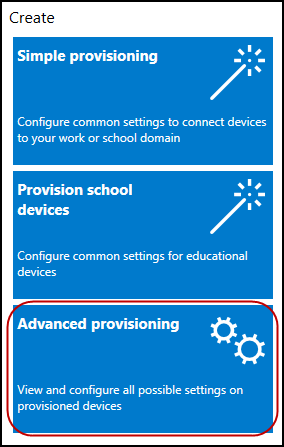 Create
Simple provisioning
Configure common settings to connect devices
to your work or school domain
Provision school
devices
Configure common settings for educational
devices
Advanced provisioning
View and configure all possible settings on
provisioned devices